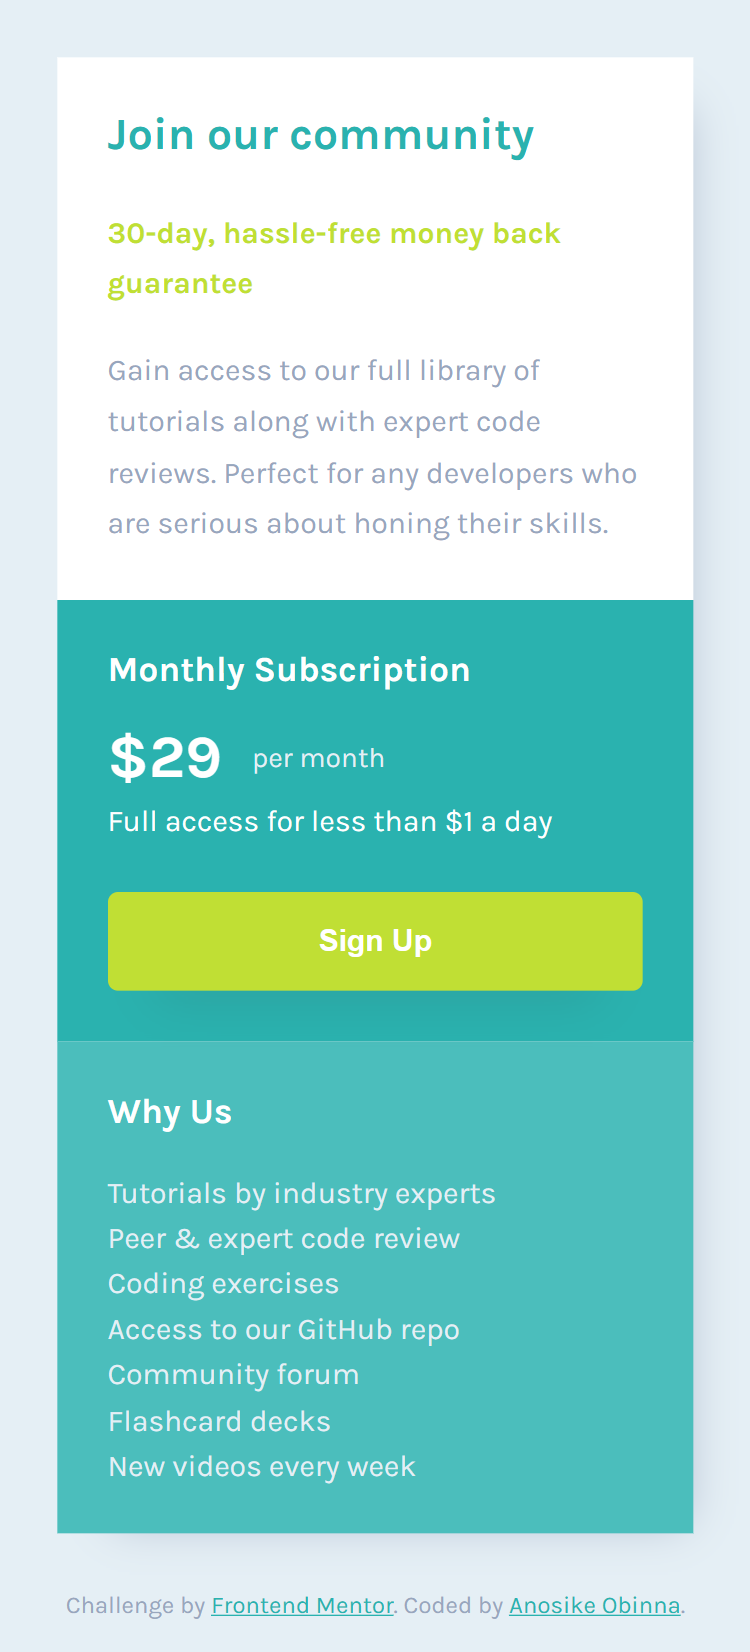 Join our community
30-day, hassle-free money back
guarantee
Gain access to our full library of
tutorials along with expert code
reviews. Perfect for any developers who
are serious about honing their skills.
Monthly Subscription
$29 per month
Full access for less than $1 a day
Sign Up
Why Us
Tutorials by industry experts
Peer & expert code review
Coding exercises
Access to our GitHub repo
Community forum
Flashcard decks
New videos every week
Challenge by Frontend Mentor. Coded by Anosike Obinna.